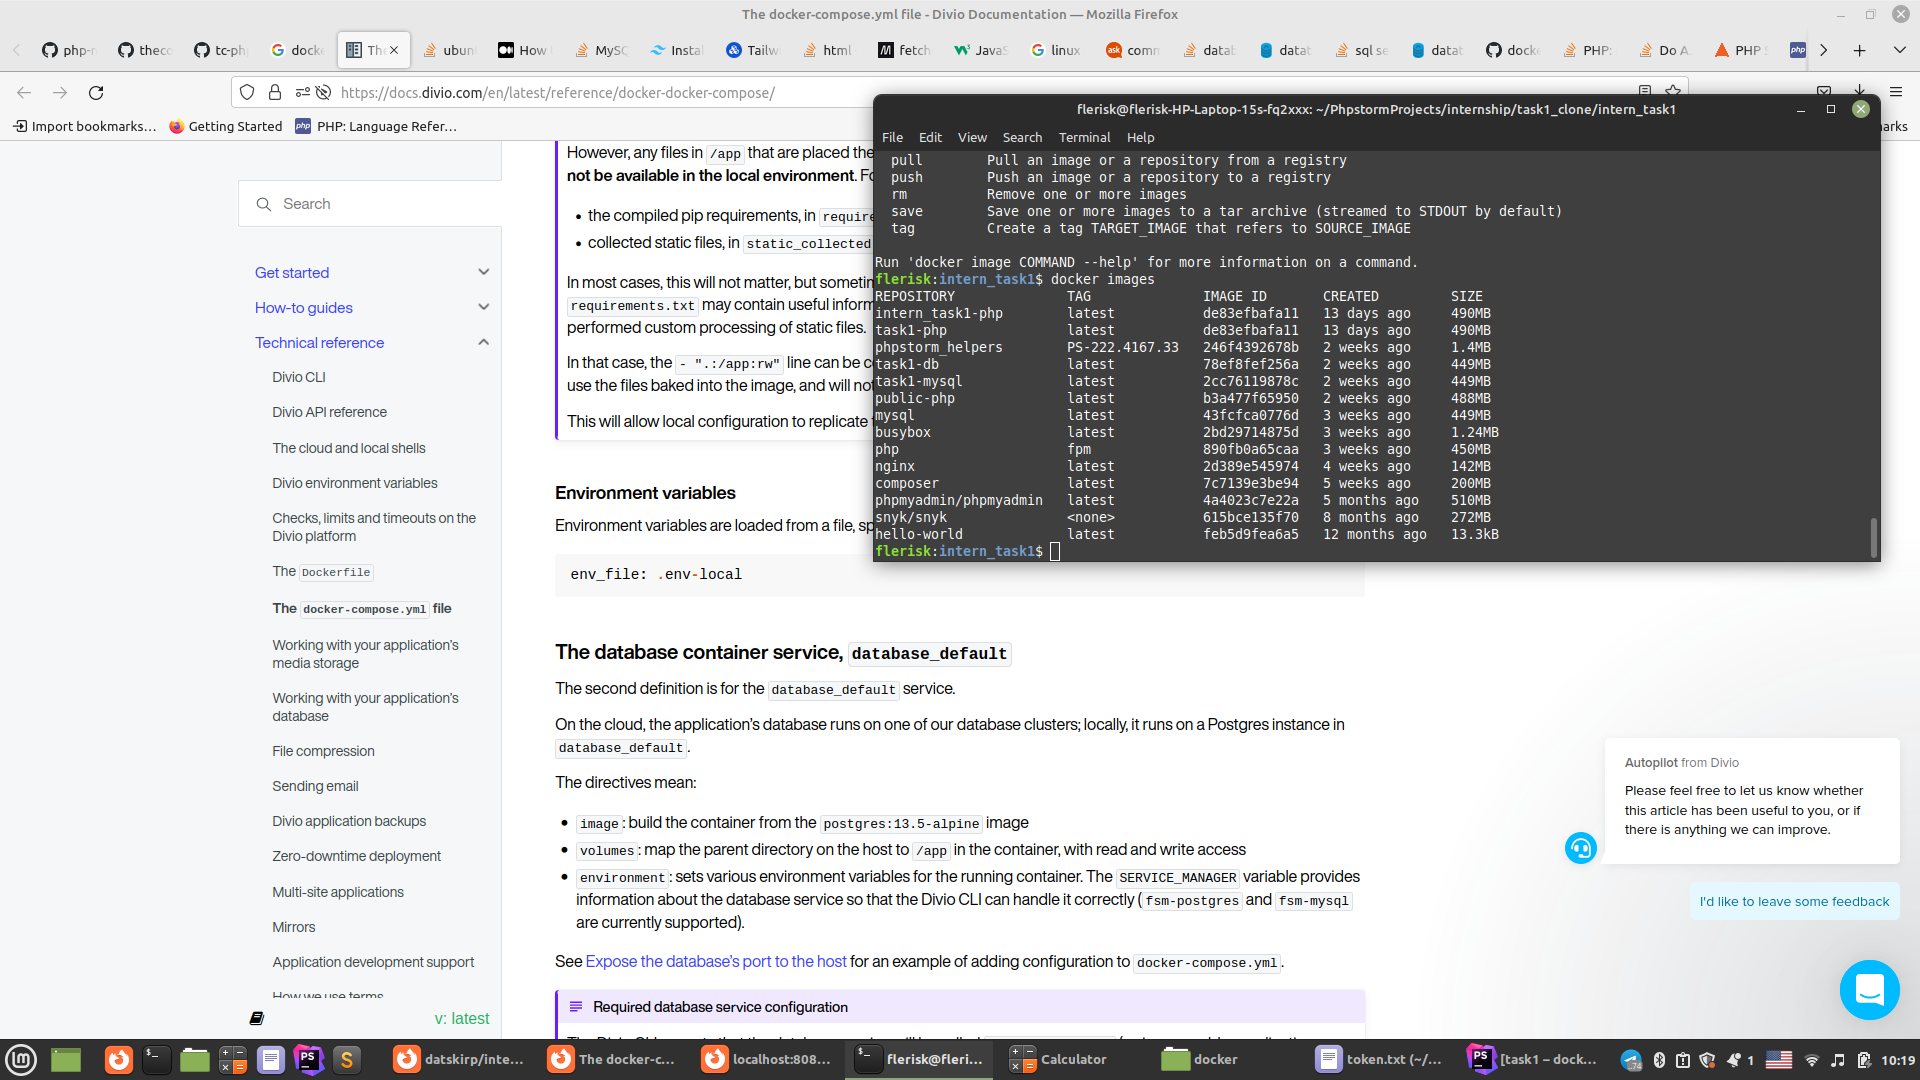 The docker-compose.yml file - Divio Documentation — Mozilla Firefox
php-
theco
tc-ph
docke
The
ubun
How
MySQ
Insta
Tailw
html
fetch
JavaS
linux
comm
datab
datat
sql se
datat
docke
PHP:
Do A
PHP S
https://docs.divio.com/en/latest/reference/docker-docker-compose/
Import bookmarks...
Getting Started
PHP: Language Refer...
arks
Search
Get started
How-to guides
Technical reference
Divio CLI
Divio API reference
The cloud and local shells
Divio environment variables
Checks, limits and timeouts on the
Divio platform
The Dockerfile
The docker-compose.yml file
Working with your application's
media storage
Working with your application's
database
File compression
Sending email
Divio application backups
Zero-downtime deployment
Multi-site applications
Mirrors
Application development support
How we use terms
v: latest
However, any files in /app that are placed the
not be available in the local environment. Fo
• the compiled pip requirements, in require
• collected static files, in static_collected
In most cases, this will not matter, but sometin
requirements.txt may contain useful inform
performed custom processing of static files.
In that case, the - ".:/app:rw" line can be c
use the files baked into the image, and will not
This will allow local configuration to replicate
Environment variables
Environment variables are loaded from a file, sp
env_file: .env-local
The database container service, database_default
The second definition is for the database_default service.
On the cloud, the application's database runs on one of our database clusters; locally, it runs on a Postgres instance in
database_default.
The directives mean:
• image: build the container from the postgres:13.5-alpine image
• volumes: map the parent directory on the host to /app in the container, with read and write access
• environment: sets various environment variables for the running container. The SERVICE_MANAGER variable provides
information about the database service so that the Divio CLI can handle it correctly (fsm-postgres and fsm-mysql
are currently supported).
See Expose the database's port to the host for an example of adding configuration to docker-compose.yml.
Required database service configuration
flerisk@flerisk-HP-Laptop-15s-fq2xxx: ~/PhpstormProjects/internship/task1_clone/intern_task1
File Edit View Search Terminal Help
pull Pull an image or a repository from a registry
push Push an image or a repository to a registry
rm Remove one or more images
save Save one or more images to a tar archive (streamed to STDOUT by default)
tag Create a tag TARGET_IMAGE that refers to SOURCE_IMAGE
Run 'docker image COMMAND --help' for more information on a command.
flerisk:intern_task1$ docker images
REPOSITORY TAG IMAGE ID CREATED SIZE
intern_task1-php latest de83efbafa11 13 days ago 490MB
task1-php latest de83efbafa11 13 days ago 490MB
phpstorm_helpers PS-222.4167.33 246f4392678b 2 weeks ago 1.4MB
task1-db latest 78ef8fef256a 2 weeks ago 449MB
task1-mysql latest 2cc76119878c 2 weeks ago 449MB
public-php latest b3a477f65950 2 weeks ago 488MB
mysql latest 43fcfca0776d 3 weeks ago 449MB
busybox latest 2bd29714875d 3 weeks ago 1.24MB
php fpm 890fb0a65caa 3 weeks ago 450MB
nginx latest 2d389e545974 4 weeks ago 142MB
composer latest 7c7139e3be94 5 weeks ago 200MB
phpmyadmin/phpmyadmin latest 4a4023c7e22a 5 months ago 510MB
snyk/snyk <none> 615bce135f70 8 months ago 272MB
hello-world latest feb5d9fea6a5 12 months ago 13.3kB
flerisk:intern_task1$
Autopilot from Divio
Please feel free to let us know whether
this article has been useful to you, or if
there is anything we can improve.
I'd like to leave some feedback
datskirp/inte...
The docker-c...
localhost:808...
flerisk@fleri...
Calculator
docker
token.txt (~/...
[task1 – dock...
74
1
10:19